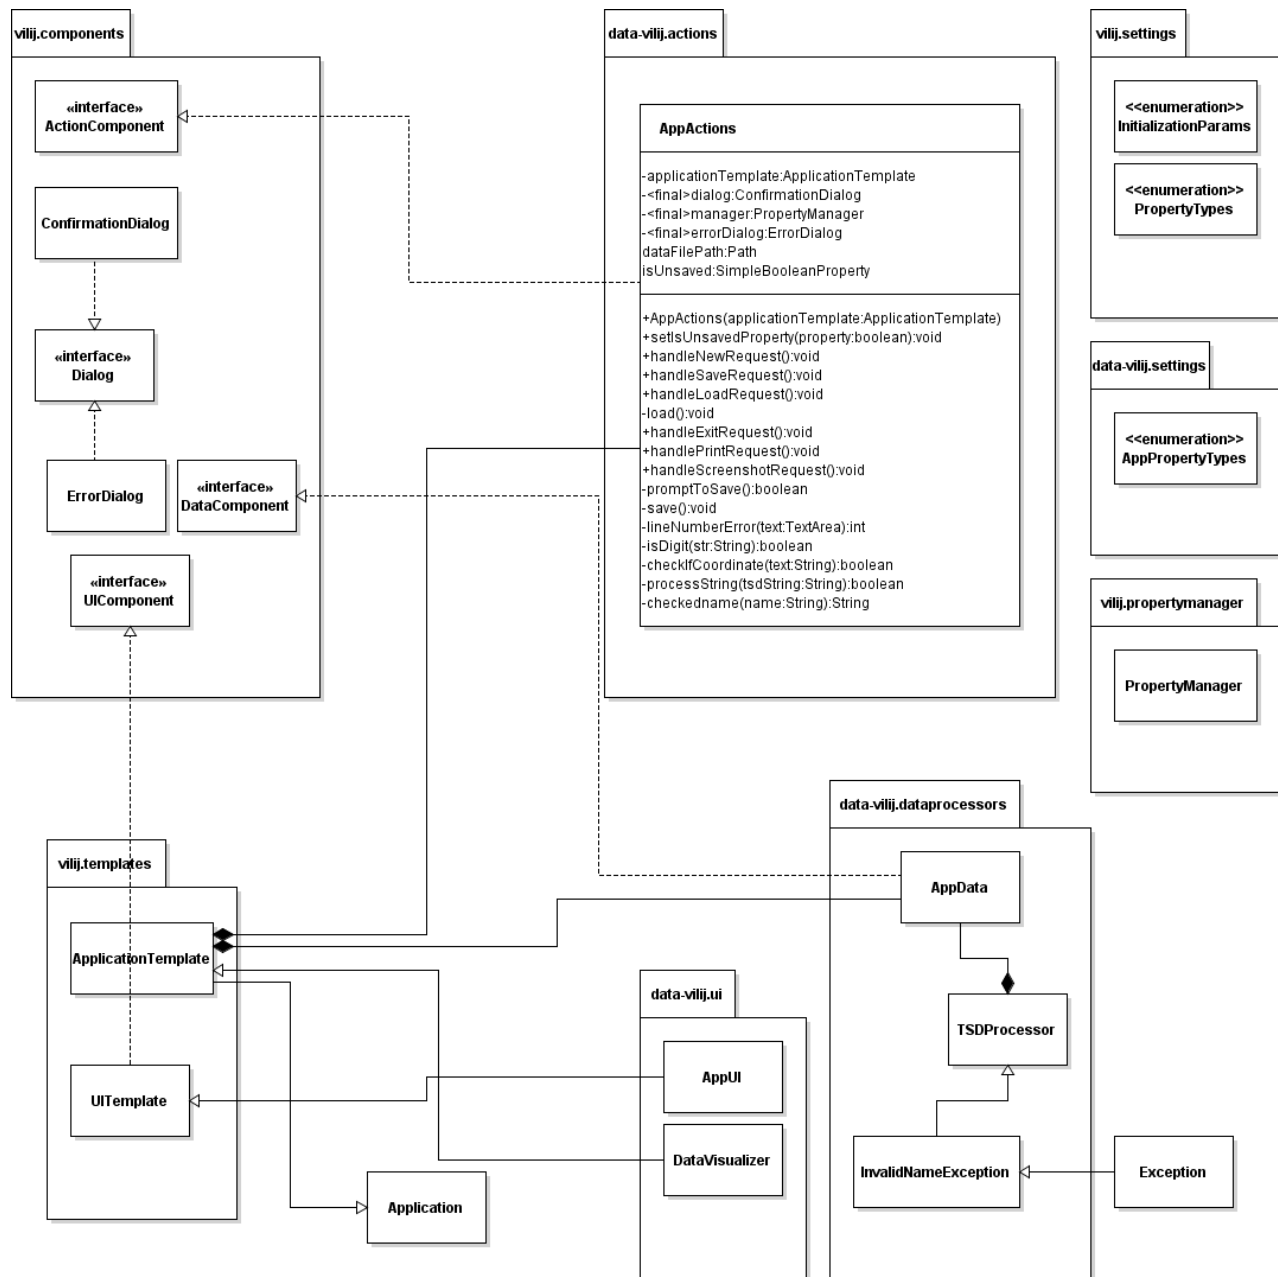 vilij.components
«interface»
ActionComponent
ConfirmationDialog
«interface»
Dialog
ErrorDialog
«interface»
DataComponent
«interface»
UIComponent
data-vilij.actions
AppActions
-applicationTemplate:ApplicationTemplate
-<final>dialog:ConfirmationDialog
-<final>manager:PropertyManager
-<final>errorDialog:ErrorDialog
dataFilePath:Path
isUnsaved:SimpleBooleanProperty
+AppActions(applicationTemplate:ApplicationTemplate)
+setIsUnsavedProperty(property:boolean):void
+handleNewRequest():void
+handleSaveRequest():void
+handleLoadRequest():void
-load():void
+handleExitRequest():void
+handlePrintRequest():void
+handleScreenshotRequest():void
-promptToSave():boolean
-save():void
-lineNumberError(text:TextArea):int
-isDigit(str:String):boolean
-checkIfCoordinate(text:String):boolean
-processString(tsdString:String):boolean
-checkedname(name:String):String
vilij.settings
<<enumeration>>
InitializationParams
<<enumeration>>
PropertyTypes
data-vilij.settings
<<enumeration>>
AppPropertyTypes
vilij.propertymanager
PropertyManager
vilij.templates
ApplicationTemplate
UITemplate
Application
data-vilij.ui
AppUI
DataVisualizer
data-vilij.dataprocessors
AppData
TSDProcessor
InvalidNameException
Exception